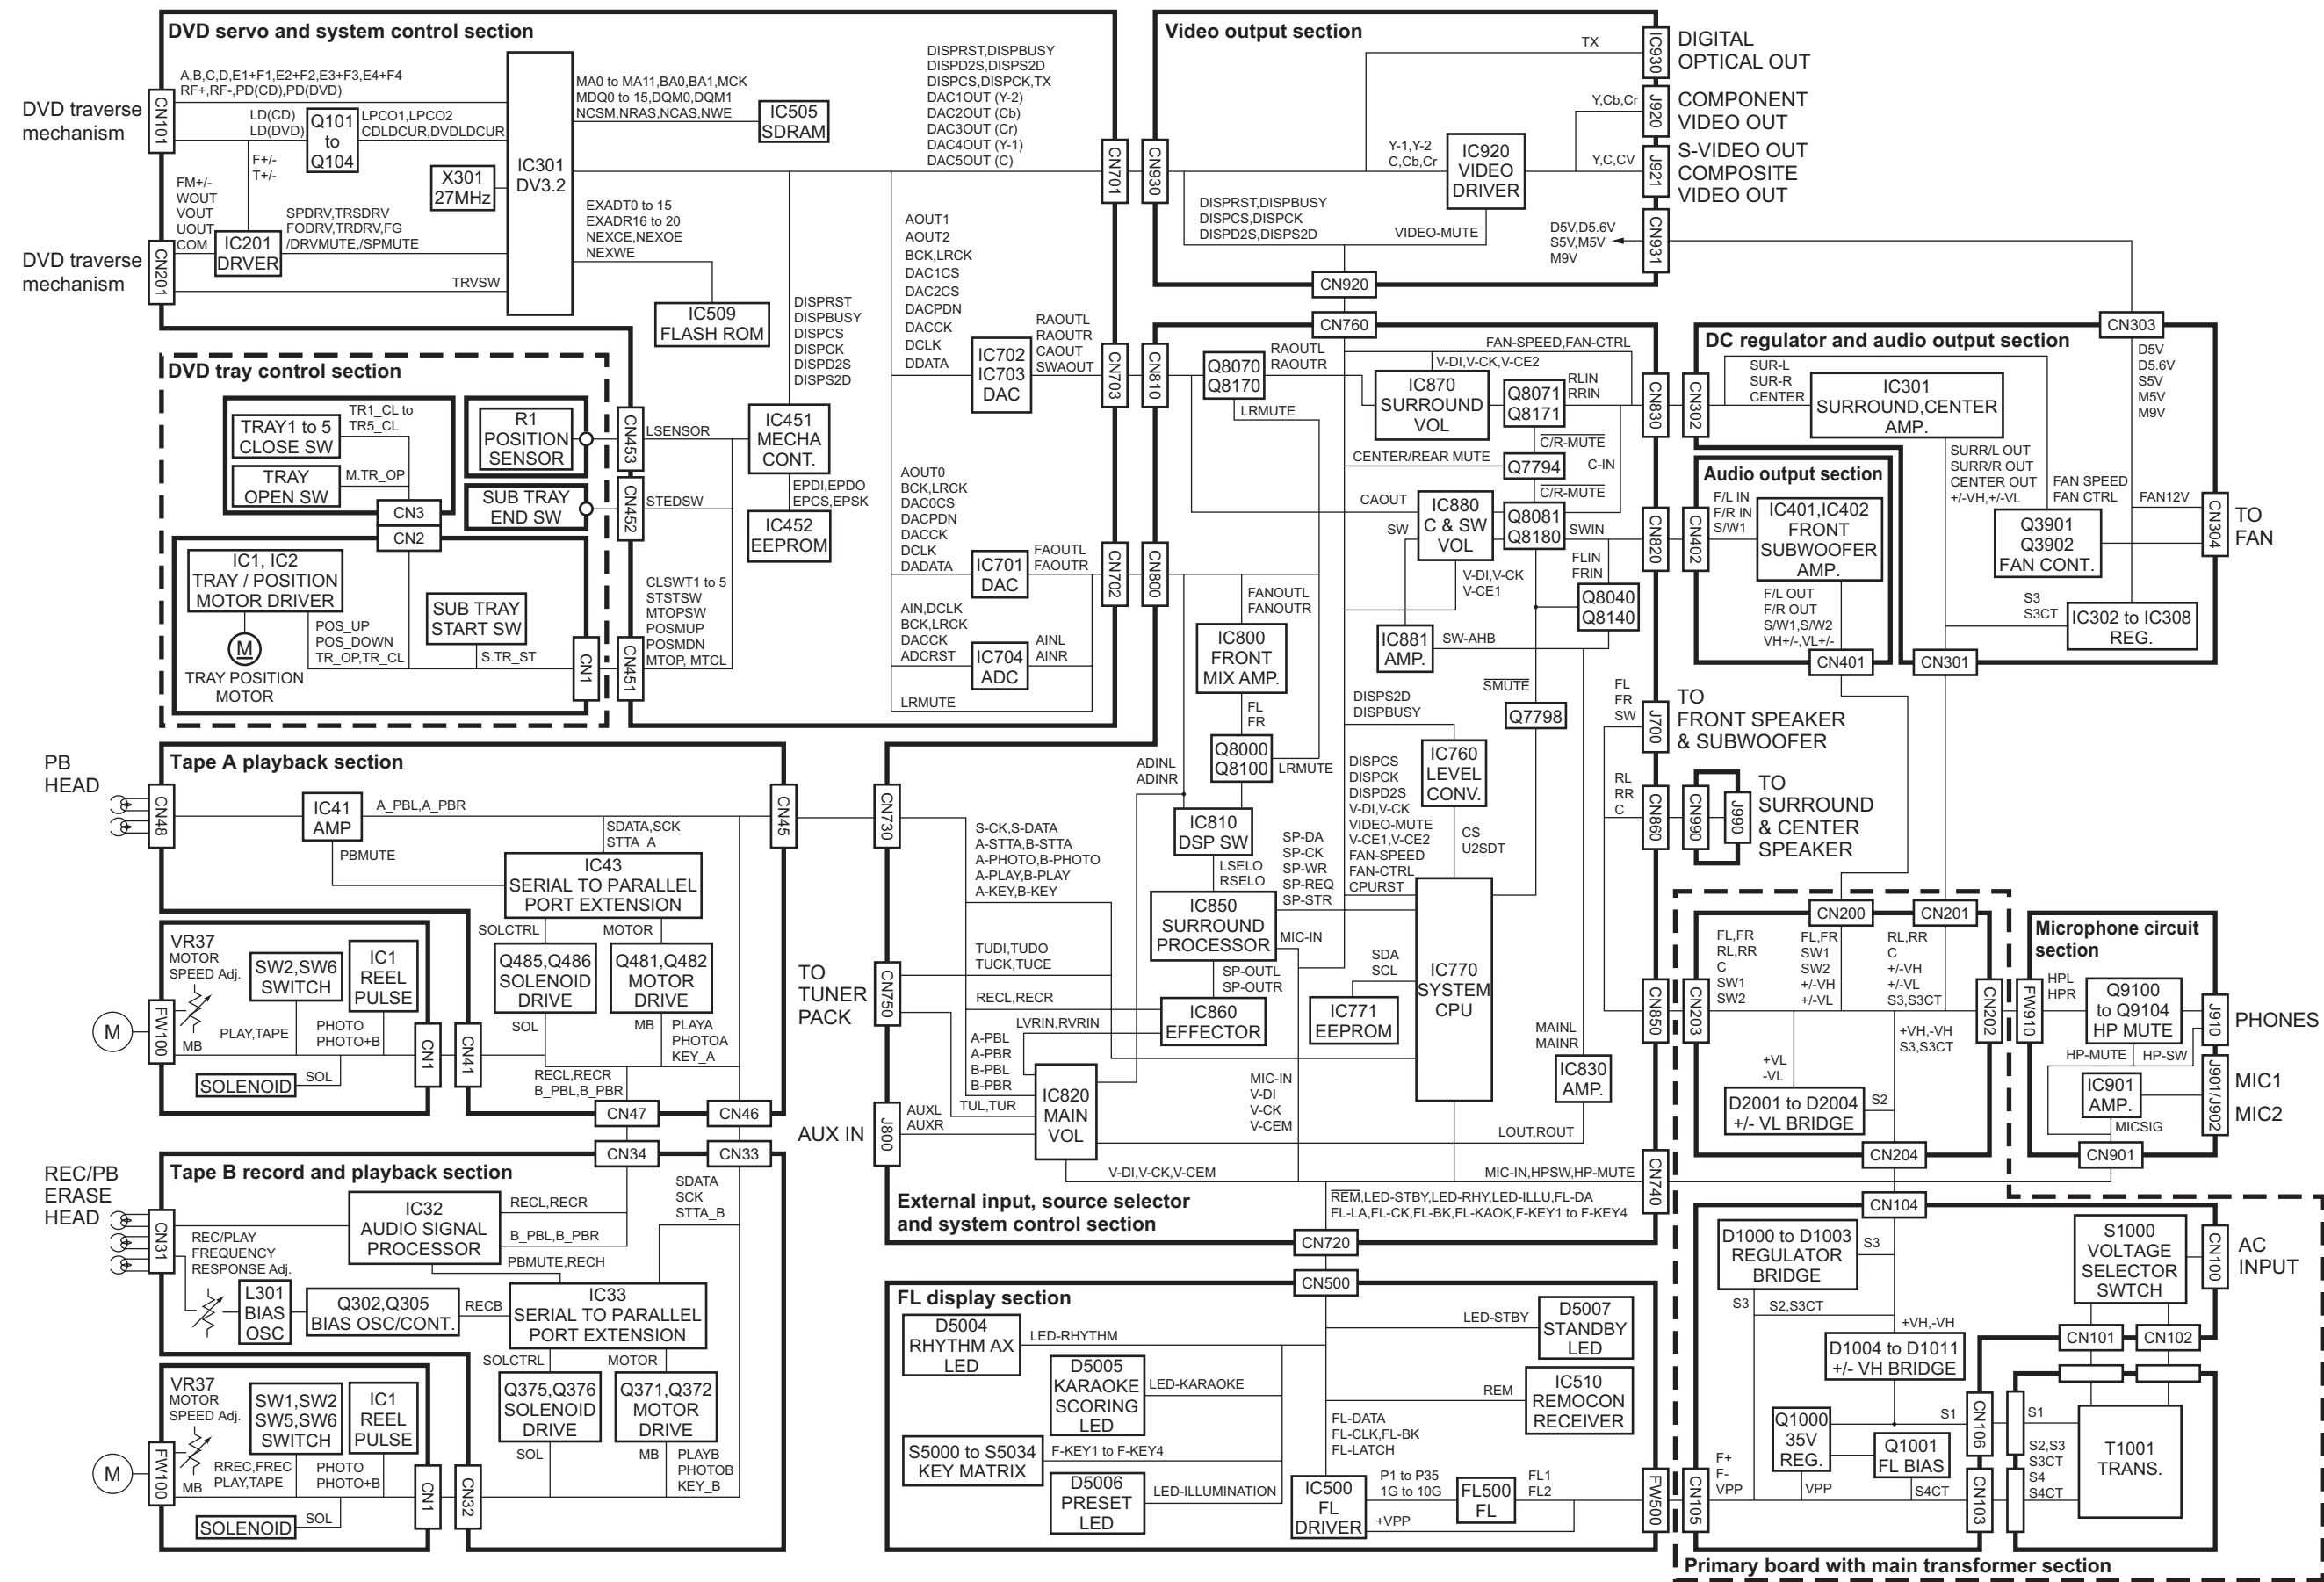 DVD servo and system control section
DVD traverse
mechanism
CN101
A,B,C,D,E1+F1,E2+F2,E3+F3,E4+F4
RF+,RF-,PD(CD),PD(DVD)
LD(CD)
LD(DVD)
Q101
to
Q104
LPCO1,LPCO2
CDLDCUR,DVDLDCUR
F+/-
T+/-
X301
27MHz
IC301
DV3.2
MA0 to MA11,BA0,BA1,MCK
MDQ0 to 15,DQM0,DQM1
NCSM,NRAS,NCAS,NWE
IC505
SDRAM
DVD traverse
mechanism
CN201
FM+/-
WOUT
VOUT
UOUT
COM
IC201
DRVER
SPDRV,TRSDRV
FODRV,TRDRV,FG
/DRVMUTE,/SPMUTE
TRVSW
EXADT0 to 15
EXADR16 to 20
NEXCE,NEXOE
NEXWE
IC509
FLASH ROM
DISPRST,DISPBUSY
DISPD2S,DISPS2D
DISPCS,DISPCK,TX
DAC1OUT (Y-2)
DAC2OUT (Cb)
DAC3OUT (Cr)
DAC4OUT (Y-1)
DAC5OUT (C)
CN701
DISPRST
DISPBUSY
DISPCS
DISPCK
DISPD2S
DISPS2D
AOUT1
AOUT2
BCK,LRCK
DAC1CS
DAC2CS
DACPDN
DACCK
DCLK
DDATA
IC702
IC703
DAC
RAOUTL
RAOUTR
CAOUT
SWAOUT
CN703
IC451
MECHA
CONT.
EPDI,EPDO
EPCS,EPSK
IC452
EEPROM
AOUT0
BCK,LRCK
DAC0CS
DACPDN
DACCK
DCLK
DADATA
IC701
DAC
FAOUTL
FAOUTR
CN702
AIN,DCLK
BCK,LRCK
DACCK
ADCRST
IC704
ADC
AINL
AINR
LRMUTE
CN453
LSENSOR
CN452
STEDSW
CLSWT1 to 5
STSTSW
MTOPSW
POSMUP
POSMDN
MTOP, MTCL
CN451
DVD tray control section
TRAY1 to 5
CLOSE SW
TR1_CL to
TR5_CL
TRAY
OPEN SW
M.TR_OP
R1
POSITION
SENSOR
SUB TRAY
END SW
CN3
CN2
IC1, IC2
TRAY / POSITION
MOTOR DRIVER
M
TRAY POSITION
MOTOR
POS_UP
POS_DOWN
TR_OP,TR_CL
SUB TRAY
START SW
S.TR_ST
CN1
Video output section
CN930
TX
IC930
DIGITAL
OPTICAL OUT
Y,Cb,Cr
J920
COMPONENT
VIDEO OUT
Y-1,Y-2
C,Cb,Cr
IC920
VIDEO
DRIVER
Y,C,CV
J921
S-VIDEO OUT
COMPOSITE
VIDEO OUT
DISPRST,DISPBUSY
DISPCS,DISPCK
DISPD2S,DISPS2D
VIDEO-MUTE
D5V,D5.6V
S5V,M5V
M9V
CN931
CN920
CN760
CN810
Q8070
Q8170
RAOUTL
RAOUTR
LRMUTE
FAN-SPEED,FAN-CTRL
V-DI,V-CK,V-CE2
IC870
SURROUND
VOL
Q8071
Q8171
RLIN
RRIN
CN830
C/R-MUTE
CENTER/REAR MUTE
Q7794
C-IN
C/R-MUTE
CAOUT
IC880
C & SW
VOL
Q8081
Q8180
SWIN
CN820
SW
V-DI,V-CK
V-CE1
FLIN
FRIN
Q8040
Q8140
IC881
AMP.
SW-AHB
CN800
FANOUTL
FANOUTR
IC800
FRONT
MIX AMP.
FL
FR
Q8000
Q8100
LRMUTE
ADINL
ADINR
IC810
DSP SW
LSELO
RSELO
DISPS2D
DISPBUSY
SMUTE
Q7798
IC760
LEVEL
CONV.
CS
U2SDT
DISPCS
DISPCK
DISPD2S
V-DI,V-CK
VIDEO-MUTE
V-CE1,V-CE2
FAN-SPEED
FAN-CTRL
CPURST
SP-DA
SP-CK
SP-WR
SP-REQ
SP-STR
IC850
SURROUND
PROCESSOR
MIC-IN
SP-OUTL
SP-OUTR
IC860
EFFECTOR
SDA
SCL
IC771
EEPROM
IC770
SYSTEM
CPU
FL
FR
SW
J700
TO
FRONT SPEAKER
& SUBWOOFER
RL
RR
C
CN860
CN990
J990
TO
SURROUND
& CENTER
SPEAKER
CN850
MAINL
MAINR
IC830
AMP.
CN730
S-CK,S-DATA
A-STTA,B-STTA
A-PHOTO,B-PHOTO
A-PLAY,B-PLAY
A-KEY,B-KEY
TO
TUNER
PACK
CN750
TUDI,TUDO
TUCK,TUCE
RECL,RECR
LVRIN,RVRIN
A-PBL
A-PBR
B-PBL
B-PBR
TUL,TUR
AUX IN
J800
AUXL
AUXR
IC820
MAIN
VOL
MIC-IN
V-DI
V-CK
V-CEM
LOUT,ROUT
V-DI,V-CK,V-CEM
MIC-IN,HPSW,HP-MUTE
CN740
External input, source selector
and system control section
REM,LED-STBY,LED-RHY,LED-ILLU,FL-DA
FL-LA,FL-CK,FL-BK,FL-KAOK,F-KEY1 to F-KEY4
CN720
DC regulator and audio output section
CN303
CN302
SUR-L
SUR-R
CENTER
IC301
SURROUND,CENTER
AMP.
D5V
D5.6V
S5V
M5V
M9V
SURR/L OUT
SURR/R OUT
CENTER OUT
+/-VH,+/-VL
FAN SPEED
FAN CTRL
FAN12V
Q3901
Q3902
FAN CONT.
CN304
TO
FAN
S3
S3CT
IC302 to IC308
REG.
CN301
Audio output section
CN402
F/L IN
F/R IN
S/W1
IC401,IC402
FRONT
SUBWOOFER
AMP.
F/L OUT
F/R OUT
S/W1,S/W2
VH+/-,VL+/-
CN401
Tape A playback section
PB
HEAD
CN48
IC41
AMP
A_PBL,A_PBR
CN45
PBMUTE
SDATA,SCK
STTA_A
IC43
SERIAL TO PARALLEL
PORT EXTENSION
SOLCTRL
MOTOR
Q485,Q486
SOLENOID
DRIVE
Q481,Q482
MOTOR
DRIVE
SOL
MB
PLAYA
PHOTOA
KEY_A
VR37
MOTOR
SPEED Adj.
SW2,SW6
SWITCH
IC1
REEL
PULSE
M
FW100
MB
PLAY,TAPE
PHOTO
PHOTO+B
SOLENOID
SOL
CN1
CN41
RECL,RECR
B_PBL,B_PBR
CN47
CN46
CN34
CN33
Tape B record and playback section
REC/PB
ERASE
HEAD
CN31
IC32
AUDIO SIGNAL
PROCESSOR
RECL,RECR
B_PBL,B_PBR
SDATA
SCK
STTA_B
REC/PLAY
FREQUENCY
RESPONSE Adj.
PBMUTE,RECH
L301
BIAS
OSC
Q302,Q305
BIAS OSC/CONT.
RECB
IC33
SERIAL TO PARALLEL
PORT EXTENSION
SOLCTRL
MOTOR
Q375,Q376
SOLENOID
DRIVE
Q371,Q372
MOTOR
DRIVE
SOL
MB
PLAYB
PHOTOB
KEY_B
VR37
MOTOR
SPEED Adj.
SW1,SW2
SW5,SW6
SWITCH
IC1
REEL
PULSE
M
FW100
MB
RREC,FREC
PLAY,TAPE
PHOTO
PHOTO+B
SOLENOID
SOL
CN1
CN32
CN500
FL display section
D5004
RHYTHM AX
LED
LED-RHYTHM
D5005
KARAOKE
SCORING
LED
LED-KARAOKE
S5000 to S5034
KEY MATRIX
F-KEY1 to F-KEY4
D5006
PRESET
LED
LED-ILLUMINATION
LED-STBY
D5007
STANDBY
LED
REM
IC510
REMOCON
RECEIVER
FL-DATA
FL-CLK,FL-BK
FL-LATCH
IC500
FL
DRIVER
P1 to P35
1G to 10G
FL500
FL
FL1
FL2
+VPP
FW500
CN200
CN201
CN203
FL,FR
RL,RR
C
SW1
SW2
FL,FR
SW1
SW2
+/-VH
+/-VL
RL,RR
C
+/-VH
+/-VL
S3,S3CT
CN202
+VL
-VL
+VH,-VH
S3,S3CT
D2001 to D2004
+/- VL BRIDGE
S2
CN204
Microphone circuit
section
FW910
HPL
HPR
Q9100
to Q9104
HP MUTE
J910
PHONES
HP-MUTE
HP-SW
IC901
AMP.
J901/J902
MIC1
MIC2
MICSIG
CN901
CN104
D1000 to D1003
REGULATOR
BRIDGE
S3
S1000
VOLTAGE
SELECTOR
SWTCH
CN100
AC
INPUT
S3
S2,S3CT
+VH,-VH
D1004 to D1011
+/- VH BRIDGE
CN101
CN102
Q1000
35V
REG.
Q1001
FL BIAS
S1
CN106
S1
T1001
TRANS.
S2,S3
S3CT
S4
S4CT
F+
F-
VPP
VPP
S4CT
CN105
CN103
Primary board with main transformer section